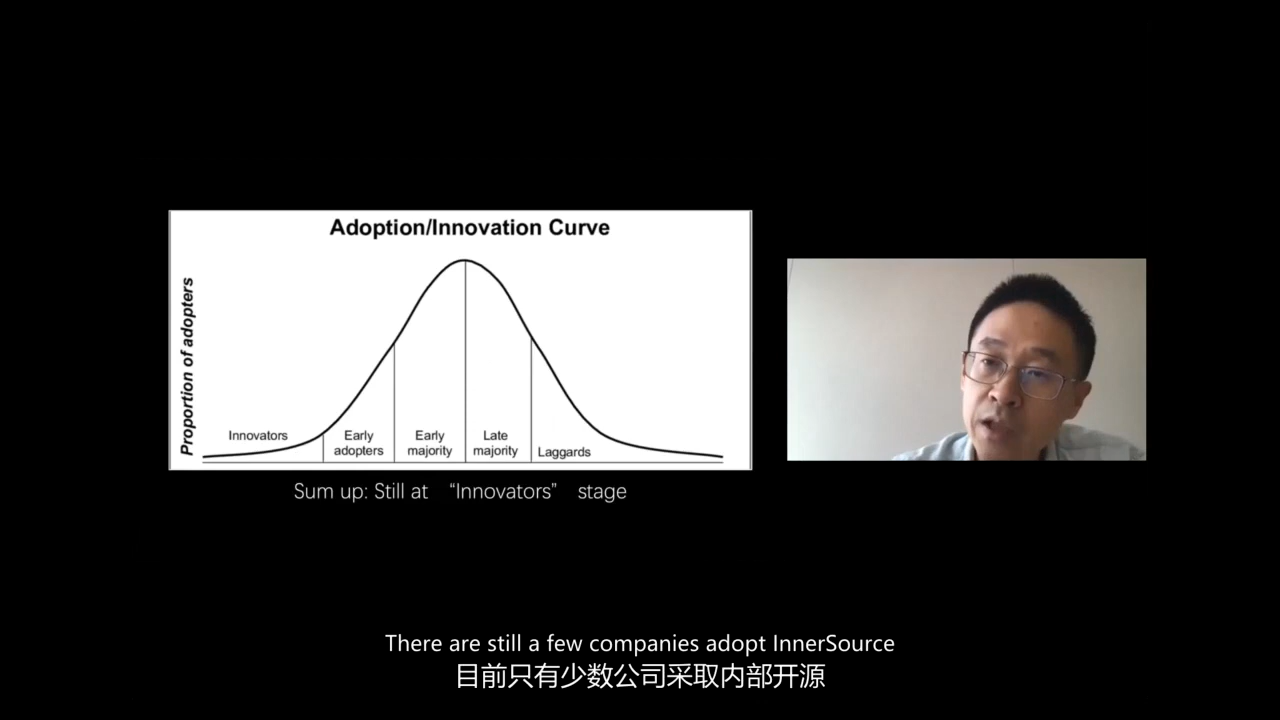 Adoption/Innovation Curve
Proportion of adopters
Innovators
Early
adopters
Early
majority
Late
majority
Laggards
Sum up: Still at “Innovators” stage
There are still a few companies adopt InnerSource
目前只有少数公司采取内部开源